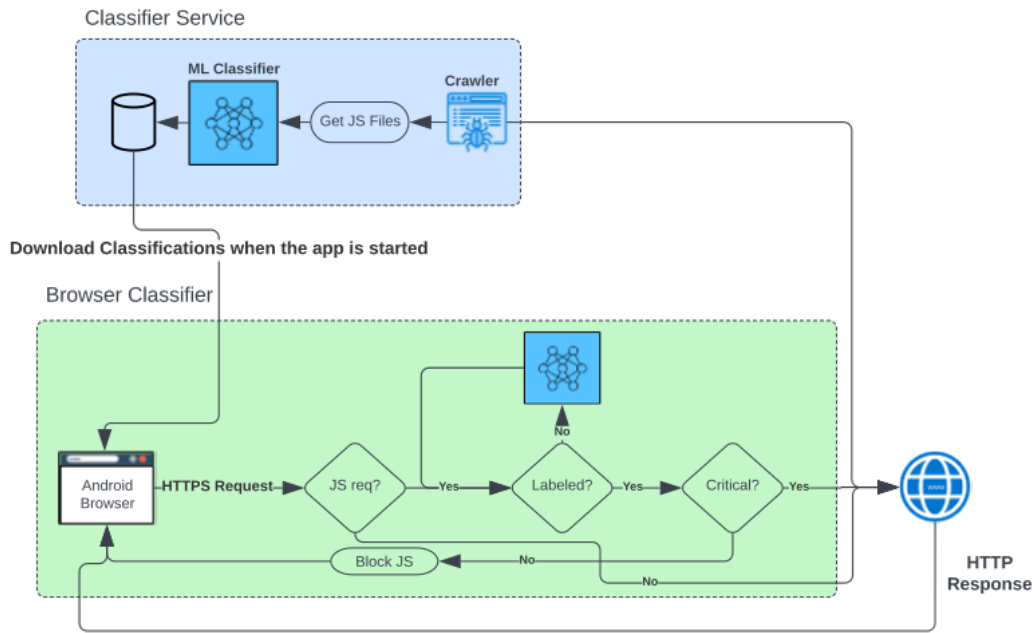 Classifier Service
ML Classifier
Crawler
Get JS Files
Download Classifications when the app is started
Browser Classifier
No
Android
Browser
HTTPS Request
JS req?
Yes
Labeled?
Yes
Critical?
Yes
www
Block JS
No
No
HTTP
Response